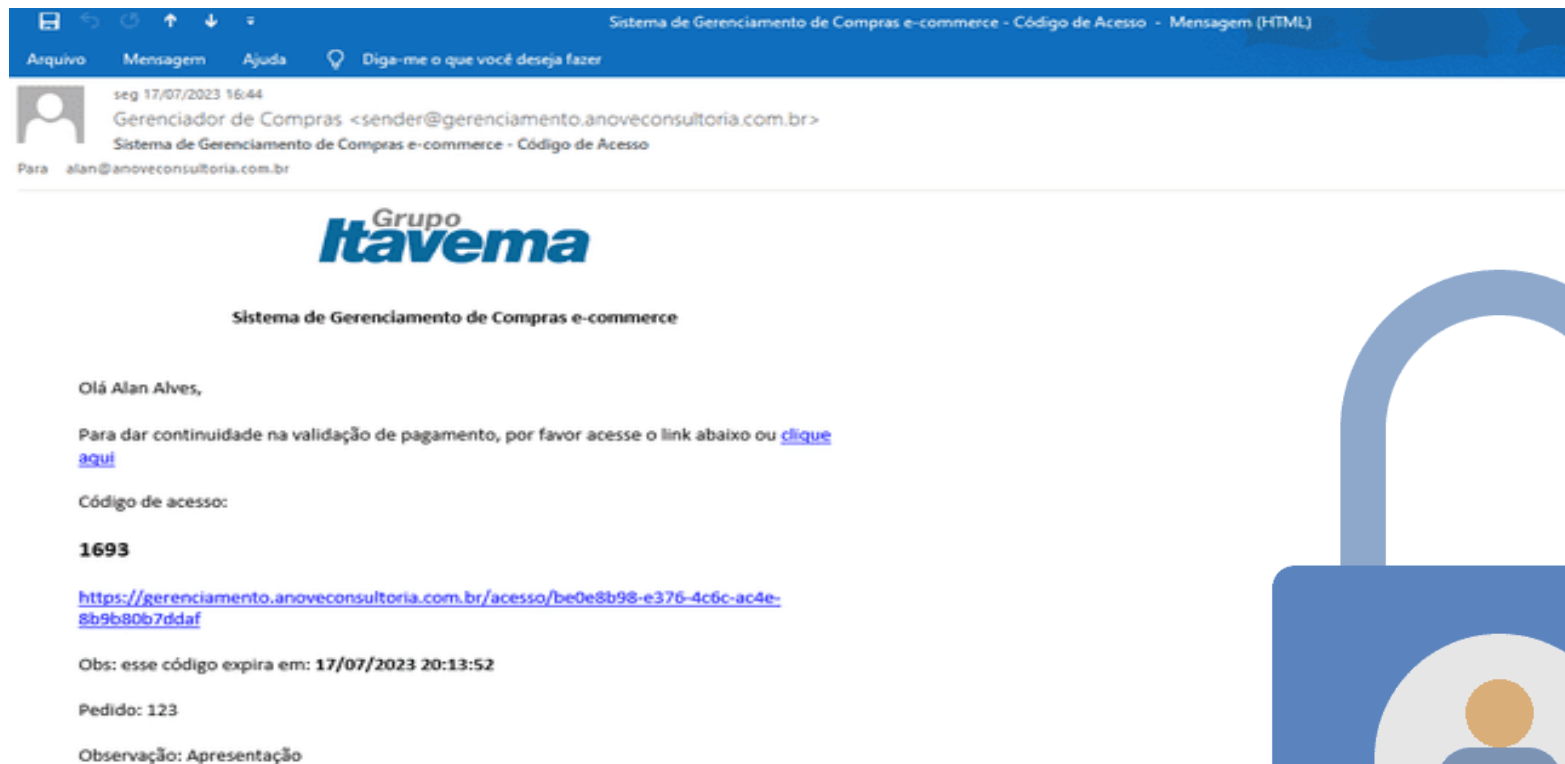 Sistema de Gerenciamento de Compras e-commerce - Código de Acesso - Mensagem (HTML)
Arquivo Mensagem Ajuda Diga-me o que você deseja fazer
seg 17/07/2023 16:44
Gerenciador de Compras <sender@gerenciamento.anoveconsultoria.com.br>
Sistema de Gerenciamento de Compras e-commerce - Código de Acesso
Para alan@anoveconsultoria.com.br
Grupo
Itavema
Sistema de Gerenciamento de Compras e-commerce
Olá Alan Alves,
Para dar continuidade na validação de pagamento, por favor acesse o link abaixo ou clique
aqui
Código de acesso:
1693
https://gerenciamento.anoveconsultoria.com.br/acesso/be0e8b98-e376-4c6c-ac4e-
8b9b80b7ddaf
Obs: esse código expira em: 17/07/2023 20:13:52
Pedido: 123
Observação: Apresentação